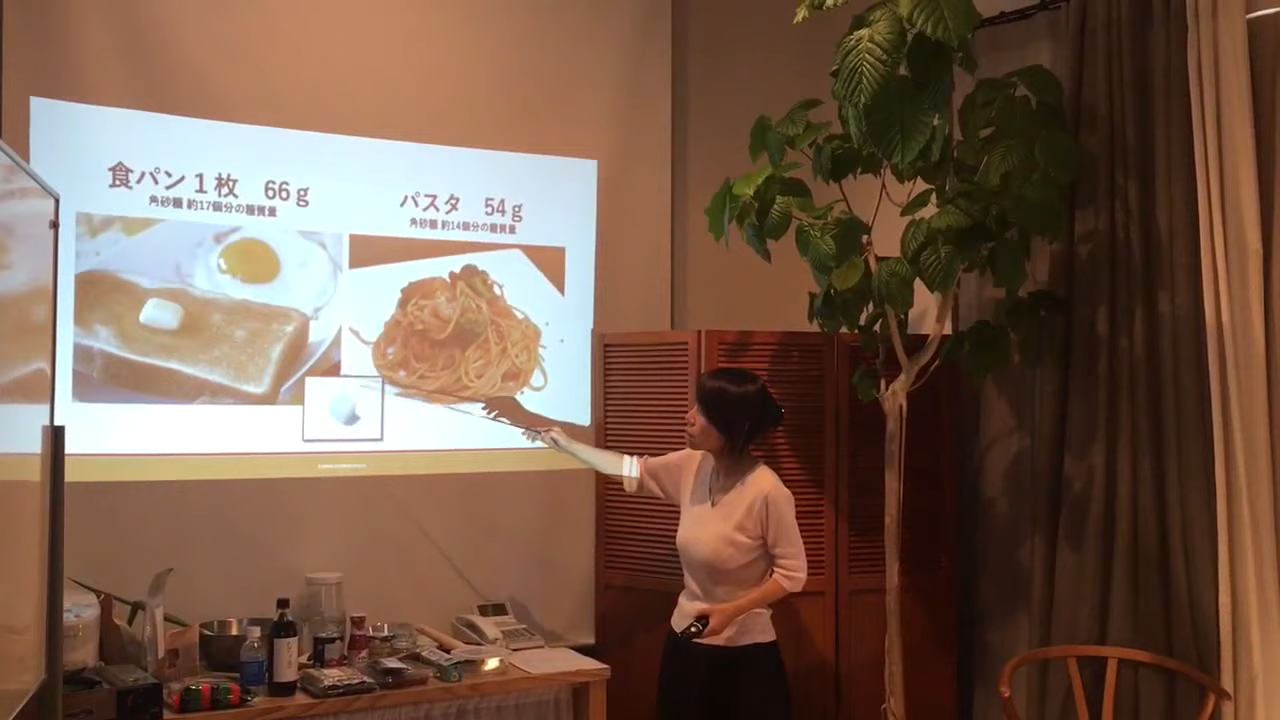 食パン１枚　66ｇ
角砂糖 約17個分の糖質量
パスタ　54ｇ
角砂糖 約14個分の糖質量